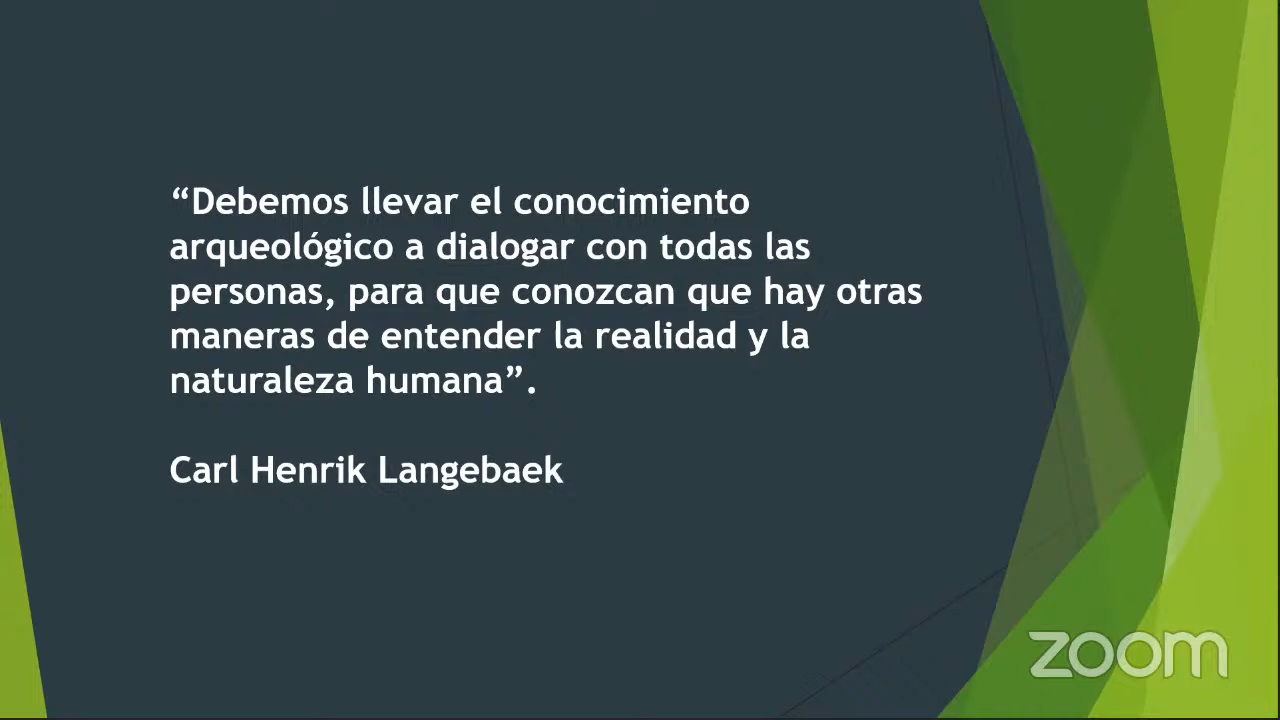 “Debemos llevar el conocimiento
arqueológico a dialogar con todas las
personas, para que conozcan que hay otras
maneras de entender la realidad y la
naturaleza humana”.
Carl Henrik Langebaek
zoom